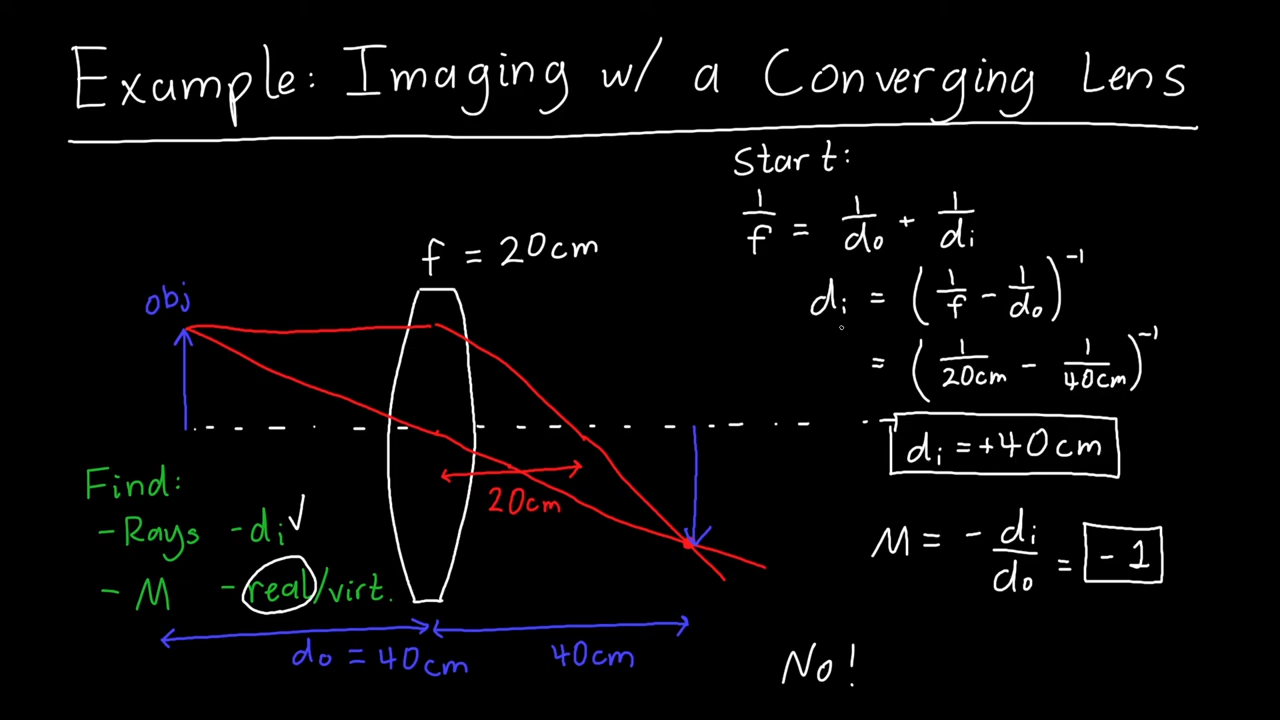 Example: Imaging w/ a Converging Lens
Start:
1/f = 1/do + 1/di
f = 20cm
di = (1/f - 1/do)^-1
obj
= (1/20cm - 1/40cm)^-1
di = +40cm
Find:
20cm
- Rays - di ✓
M = - di/do = -1
- M - real/virt.
do = 40cm
40cm
No!